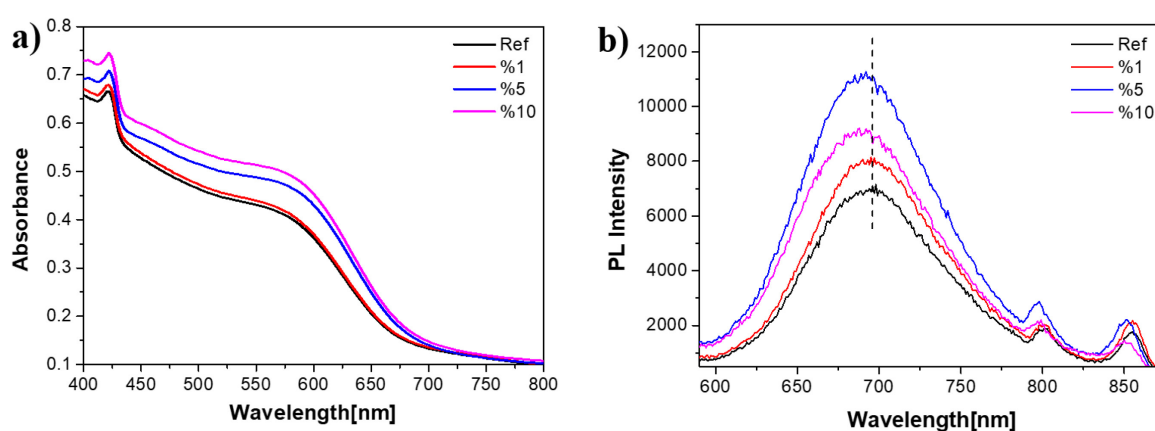 a)
0.8
0.7
0.6
0.5
0.4
0.3
0.2
0.1
Absorbance
400 450 500 550 600 650 700 750 800
Wavelength[nm]
Ref
%1
%5
%10
b)
12000
10000
8000
6000
4000
2000
PL Intensity
600 650 700 750 800 850
Wavelength[nm]
Ref
%1
%5
%10